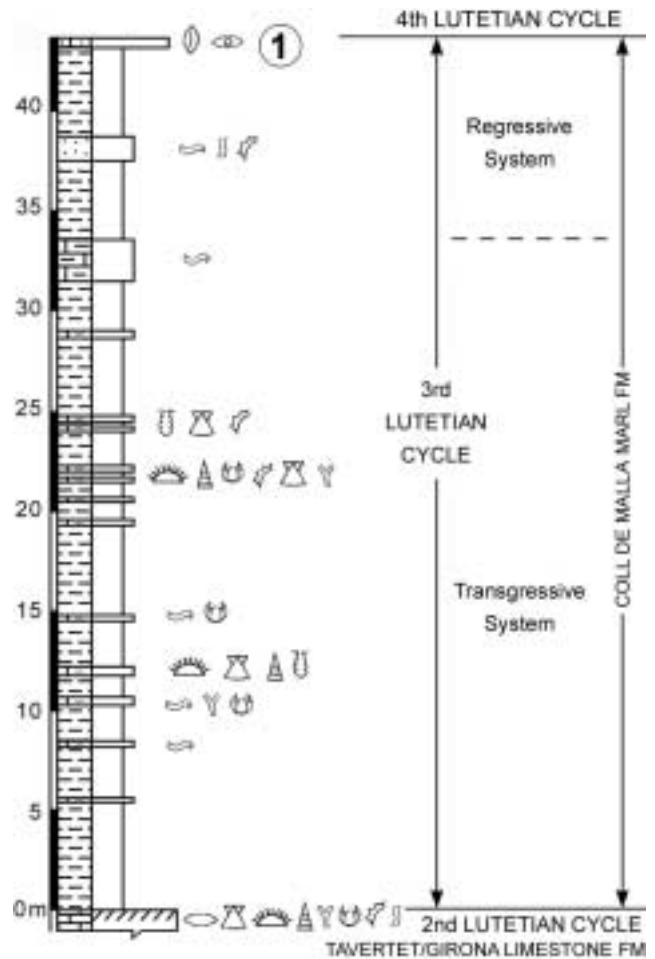 4th LUTETIAN CYCLE
1
40
Regressive
System
35
30
25
3rd
LUTETIAN
CYCLE
COLL DE MALLA MARL FM
20
15
Transgressive
System
10
5
0 m
2nd LUTETIAN CYCLE
TAVERTET/GIRONA LIMESTONE FM